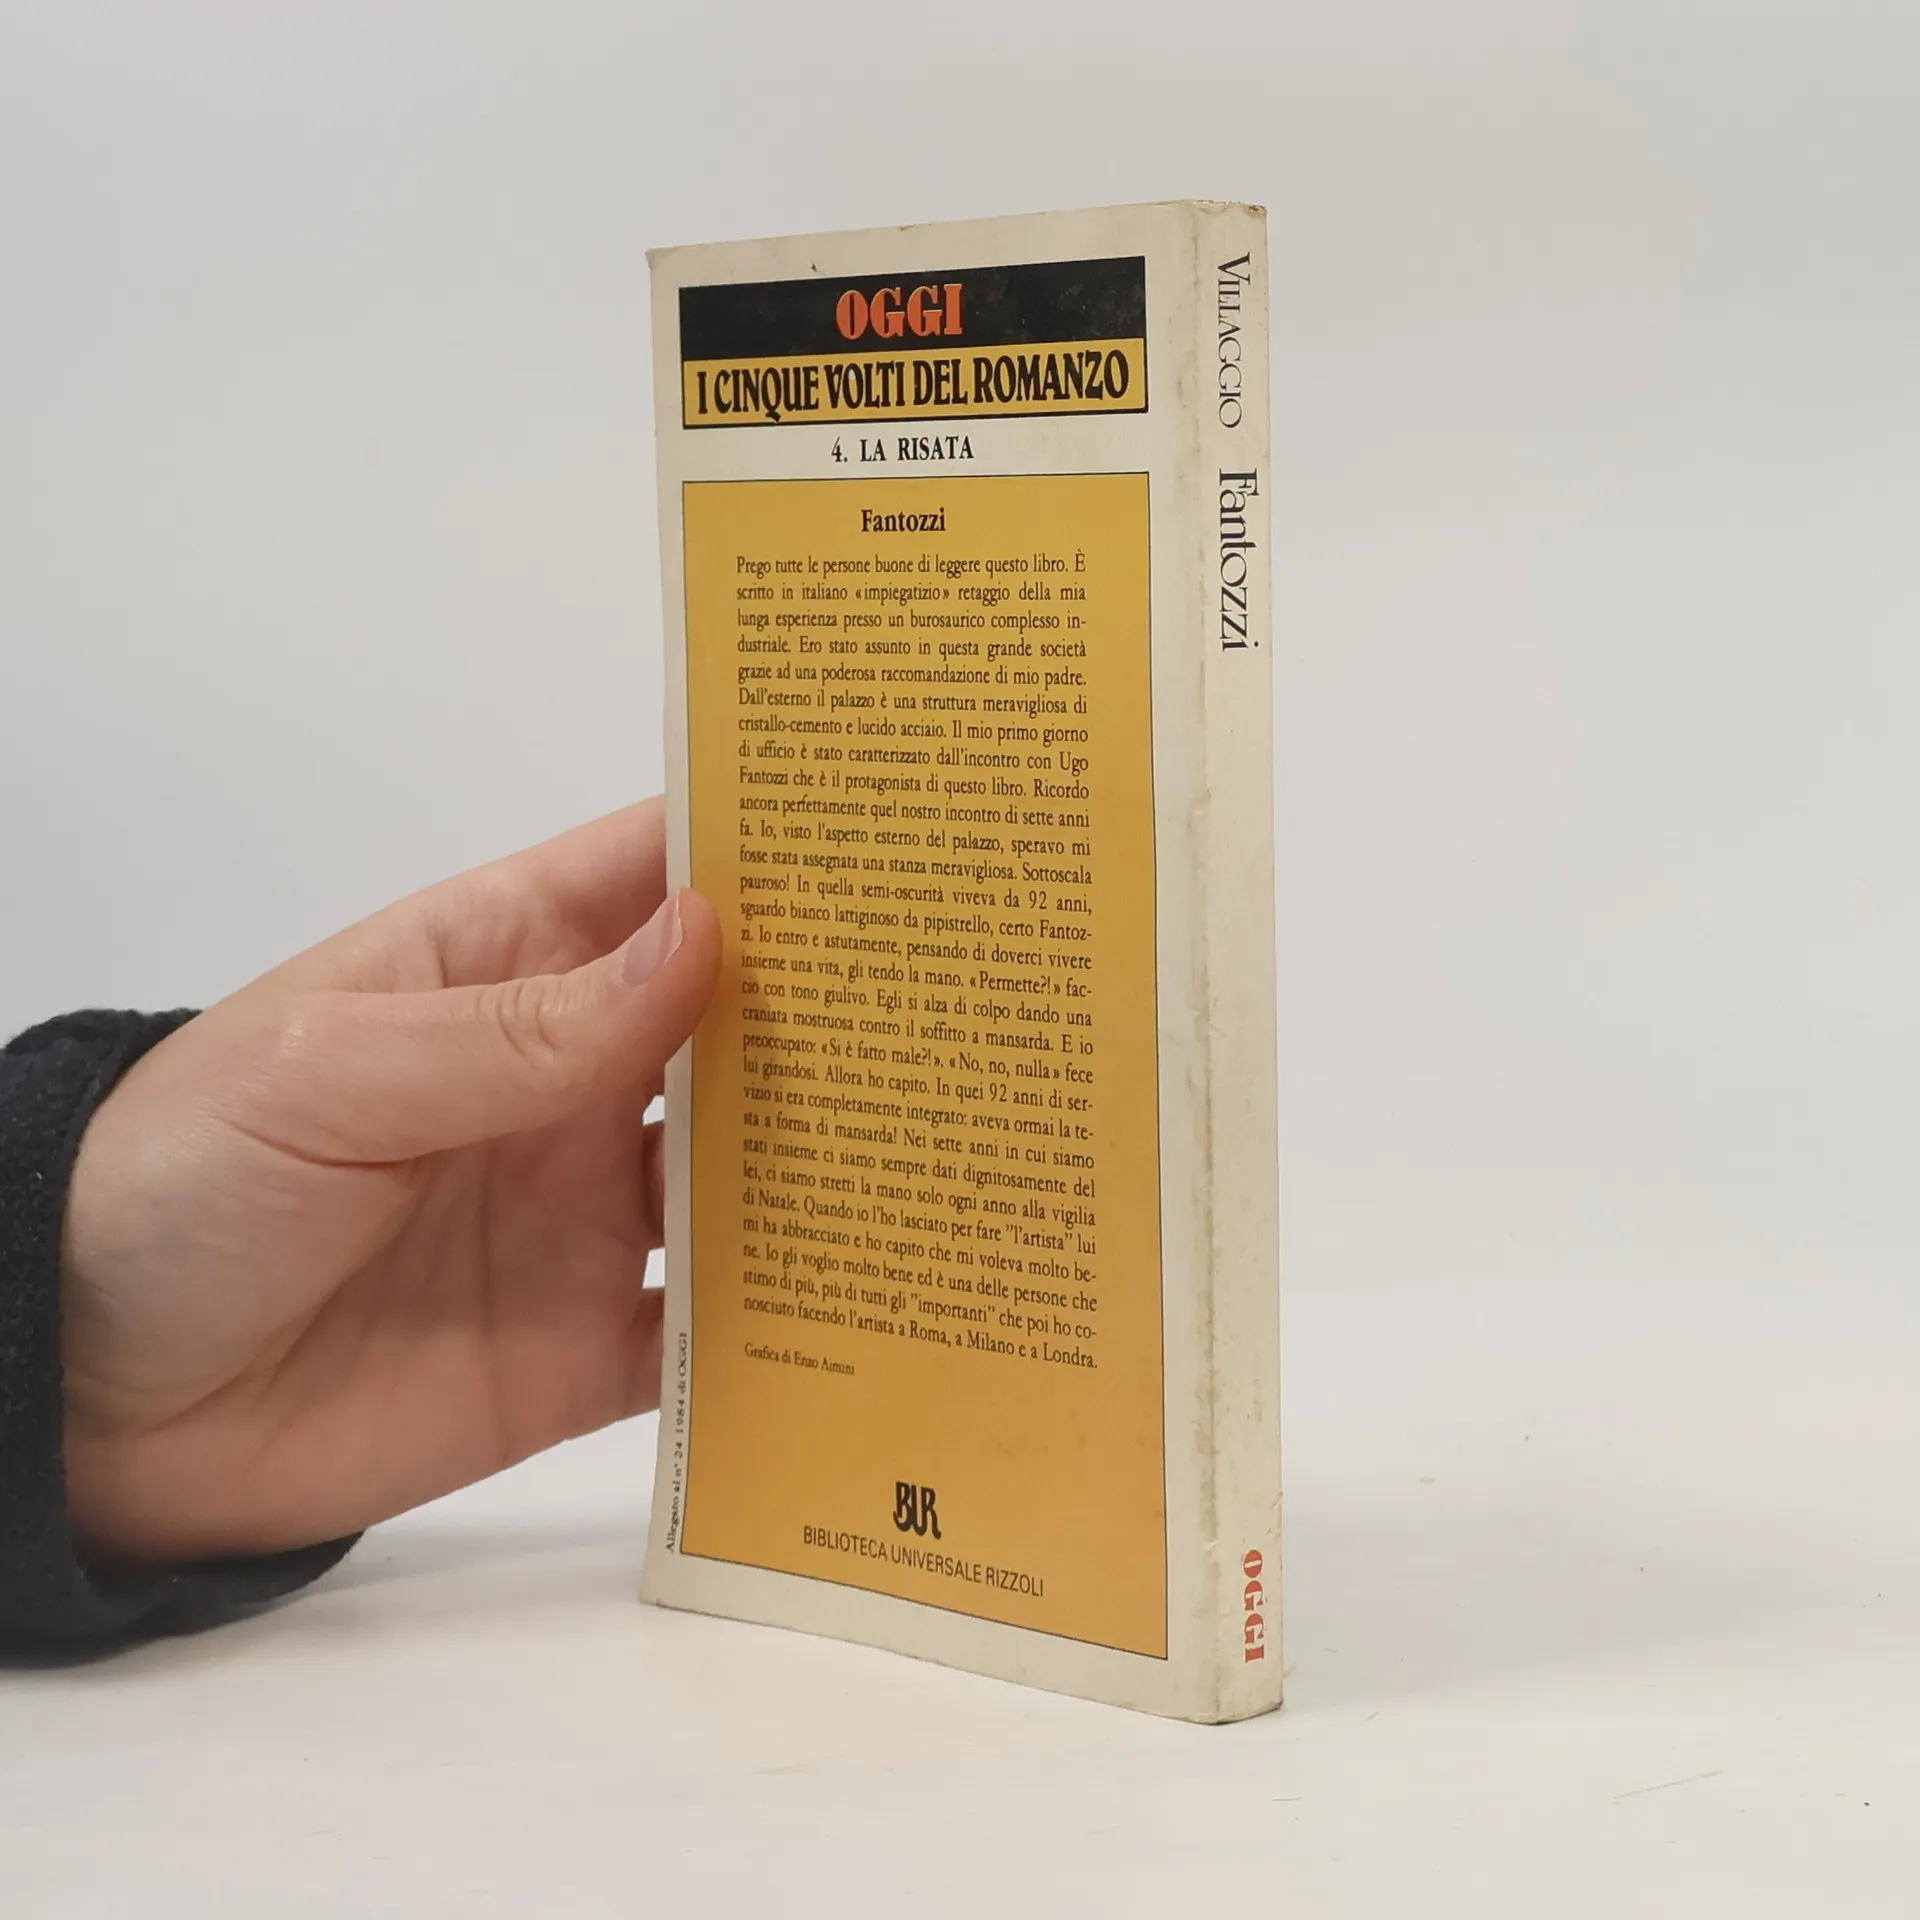 OGGI
I CINQUE VOLTI DEL ROMANZO
4. LA RISATA
Fantozzi
Prego tutte le persone buone di leggere questo libro. È
scritto in italiano «impiegatizio» retaggio della mia
lunga esperienza presso un burosaurico complesso in-
dustriale. Ero stato assunto in questa grande società
grazie ad una poderosa raccomandazione di mio padre.
Dall'esterno il palazzo è una struttura meravigliosa di
cristallo-cemento e lucido acciaio. Il mio primo giorno
di ufficio è stato caratterizzato dall'incontro con Ugo
Fantozzi che è il protagonista di questo libro. Ricordo
ancora perfettamente quel nostro incontro di sette anni
fa. Io, visto l'aspetto esterno del palazzo, speravo mi
fosse stata assegnata una stanza meravigliosa. Sottoscala
pauroso! In quella semi-oscurità viveva da 92 anni,
sguardo bianco lattiginoso da pipistrello, certo Fantoz-
zi. Io entro e astutamente, pensando di doverci vivere
insieme una vita, gli tendo la mano. «Permette?!» fac-
cio con tono giulivo. Egli si alza di colpo dando una
craniata mostruosa contro il soffitto a mansarda. E io
preoccupato: «Si è fatto male?!». «No, no, nulla» fece
lui girandosi. Allora ho capito. In quei 92 anni di ser-
vizio si era completamente integrato: aveva ormai la te-
sta a forma di mansarda! Nei sette anni in cui siamo
stati insieme ci siamo sempre dati dignitosamente del
lei, ci siamo stretti la mano solo ogni anno alla vigilia
di Natale. Quando io l'ho lasciato per fare "l'artista" lui
mi ha abbracciato e ho capito che mi voleva molto be-
ne. Io gli voglio molto bene ed è una delle persone che
stimo di più, più di tutti gli "importanti" che poi ho co-
nosciuto facendo l'artista a Roma, a Milano e a Londra.
Grafica di Enzo Aimini
Allegato al n° 24 1984 di OGGI
BUR
BIBLIOTECA UNIVERSALE RIZZOLI
VILLAGGIO Fantozzi
OGGI